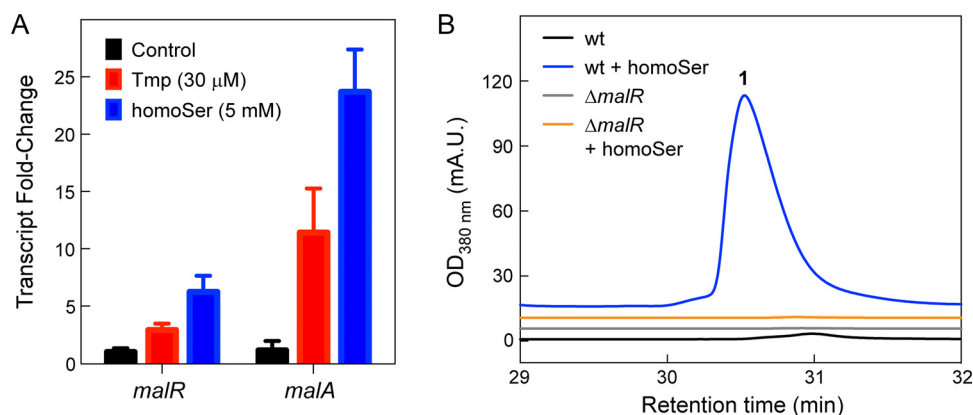 A
Transcript Fold-Change
25
20
15
10
5
0
Control
Tmp (30 μM)
homoSer (5 mM)
malR
malA
B
OD380 nm (mA.U.)
120
90
60
30
0
wt
wt + homoSer
ΔmalR
ΔmalR
+ homoSer
1
29
30
31
32
Retention time (min)